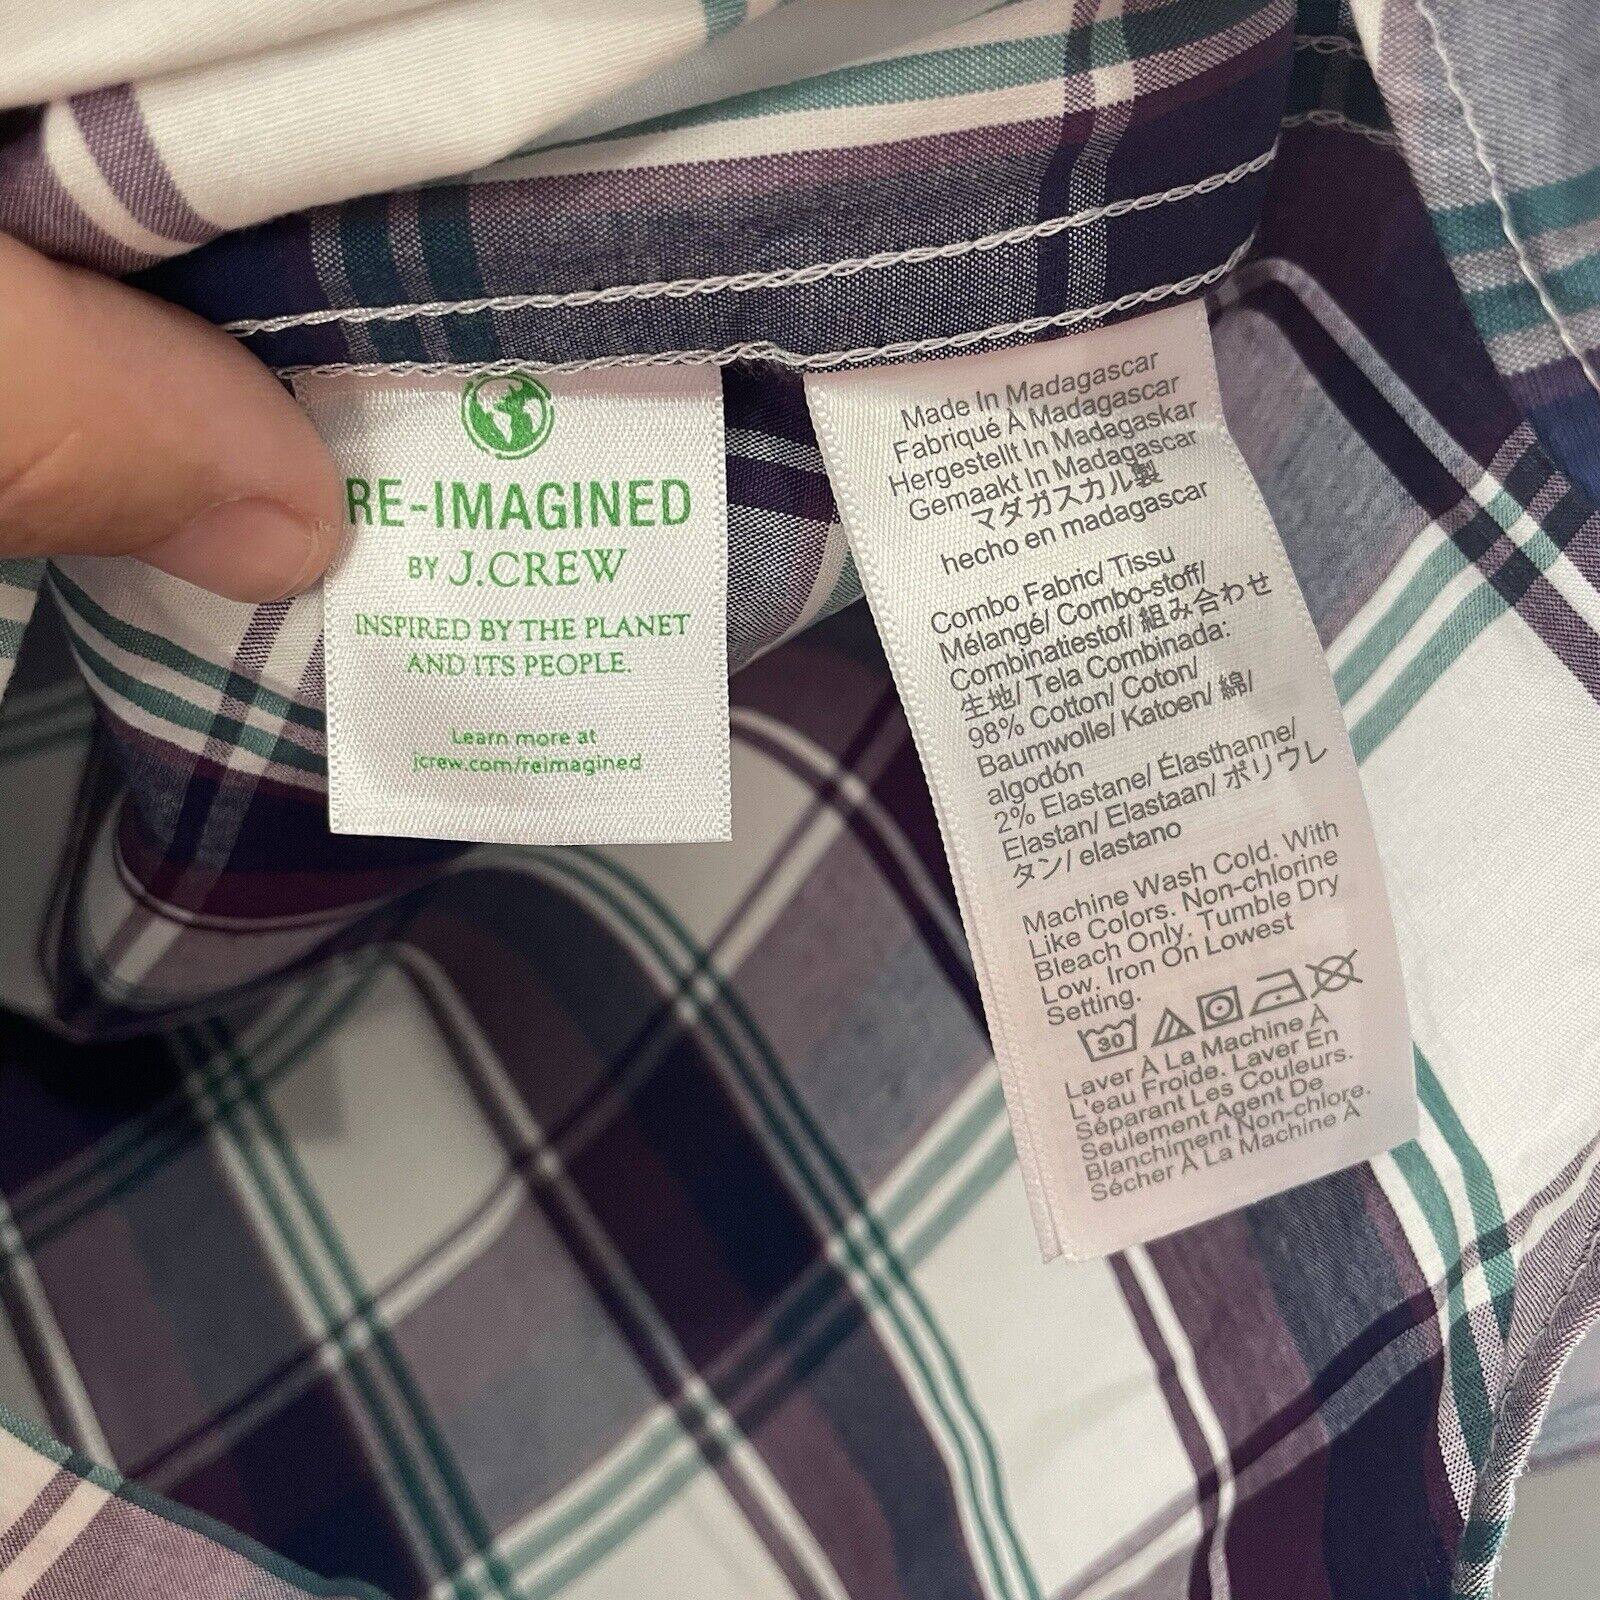 RE-IMAGINED
BY J.CREW
INSPIRED BY THE PLANET
AND ITS PEOPLE.
Learn more at
jcrew.com/reimagined
Made In Madagascar
Fabriqué À Madagascar
Hergestellt In Madagaskar
Gemaakt In Madagascar
マダガスカル製
hecho en madagascar
Combo Fabric/ Tissu
Mélangé/ Combo-stoff/
Combinatiestof/ 組み合わせ
生地/ Tela Combinada:
98% Cotton/ Coton/
Baumwolle/ Katoen/ 綿/
algodón
2% Elastane/ Élasthanne/
Elastan/ Elastaan/ ポリウレ
タン/ elastano
Machine Wash Cold. With
Like Colors. Non-chlorine
Bleach Only. Tumble Dry
Low. Iron On Lowest
Setting.
30
Laver À La Machine À
L'eau Froide. Laver En
Séparant Les Couleurs.
Seulement Agent De
Blanchiment Non-chlore.
Sécher À La Machine À